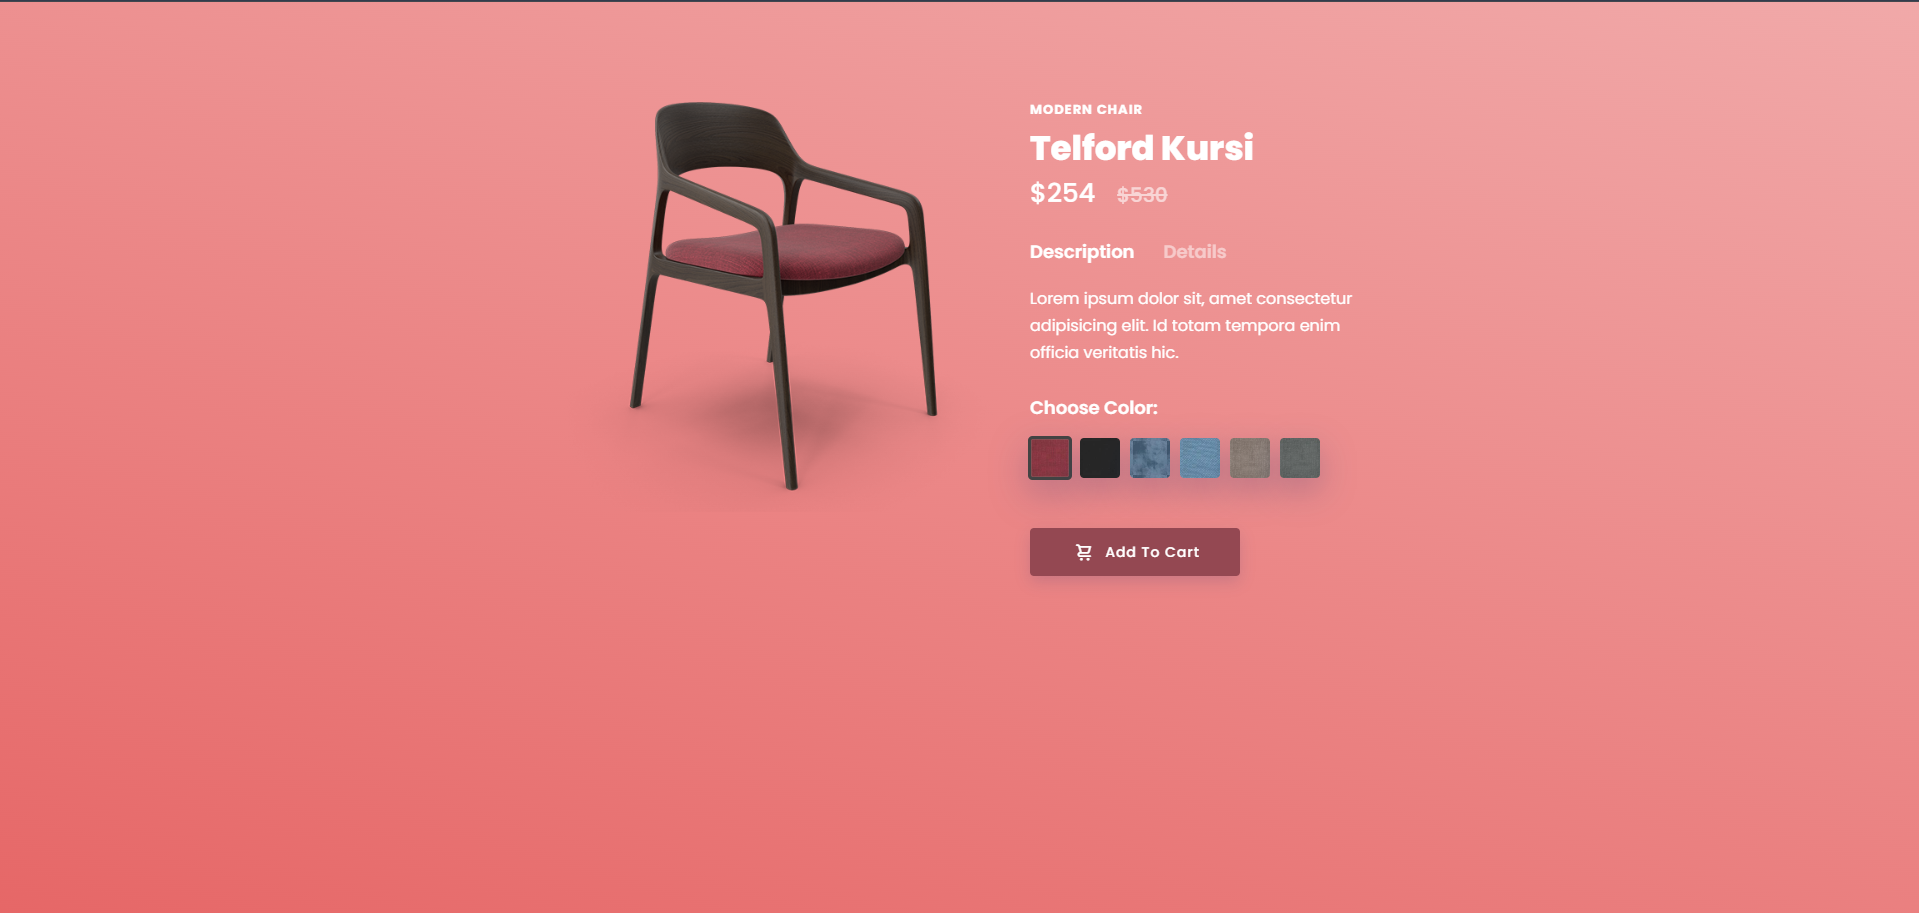 MODERN CHAIR
Telford Kursi
$254 $530
Description Details
Lorem ipsum dolor sit, amet consectetur
adipisicing elit. Id totam tempora enim
officia veritatis hic.
Choose Color:
Add To Cart